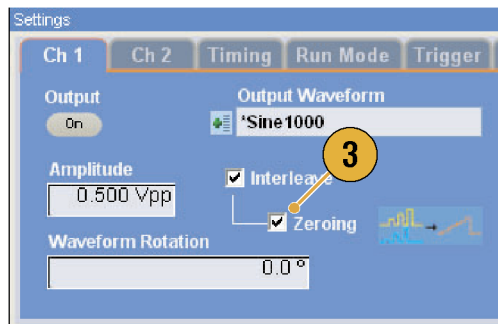 Settings
Ch 1 Ch 2 Timing Run Mode Trigger
Output Output Waveform
On *Sine1000
3
Amplitude Interleave
0.500 Vpp
Zeroing
Waveform Rotation
0.0 °